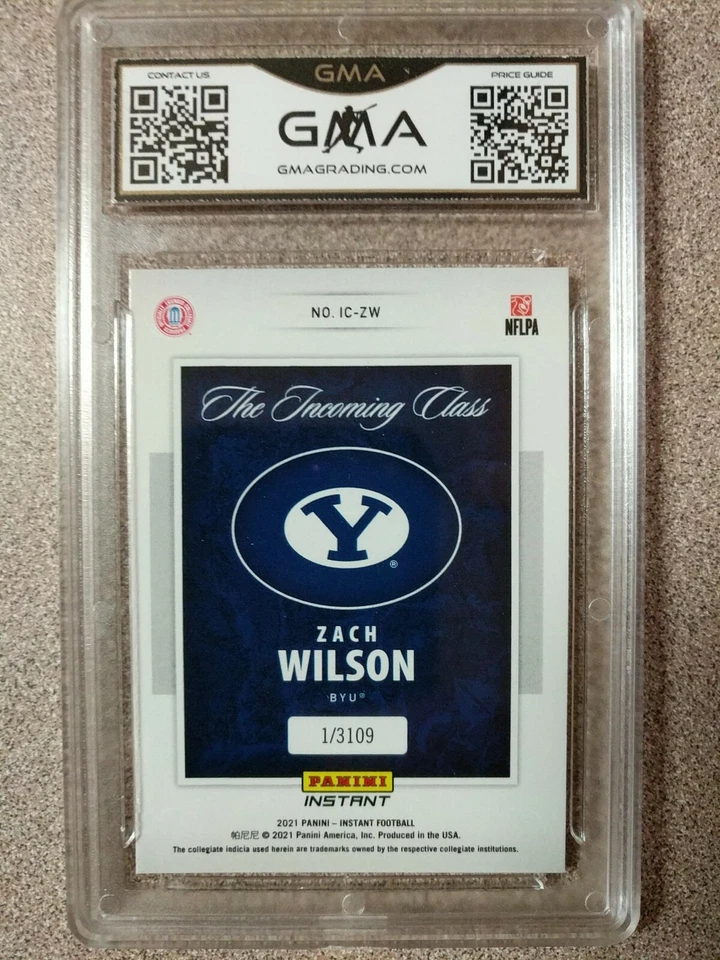 CONTACT US
GMA
PRICE GUIDE
GMA
GMAGRADING.COM
NO. IC-ZW
NFLPA
The Incoming Class
Y
®
ZACH
WILSON
BYU®
1/3109
PANINI
INSTANT
2021 PANINI – INSTANT FOOTBALL
帕尼尼 © 2021 Panini America, Inc. Produced in the USA.
The collegiate indicia used herein are trademarks owned by the respective collegiate institutions.